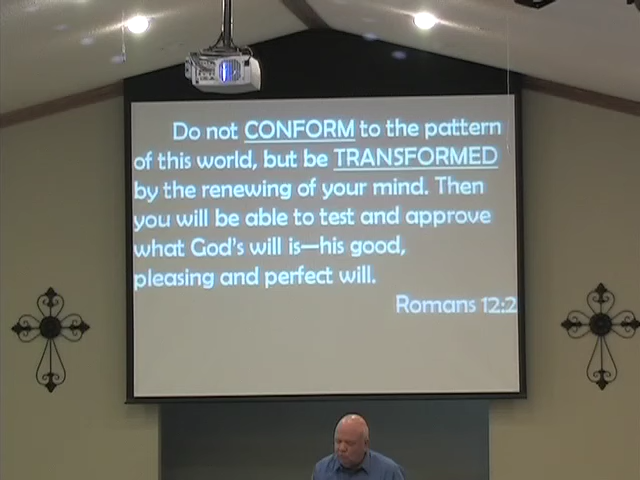 Do not CONFORM to the pattern
of this world, but be TRANSFORMED
by the renewing of your mind. Then
you will be able to test and approve
what God's will is—his good,
pleasing and perfect will.
Romans 12:2